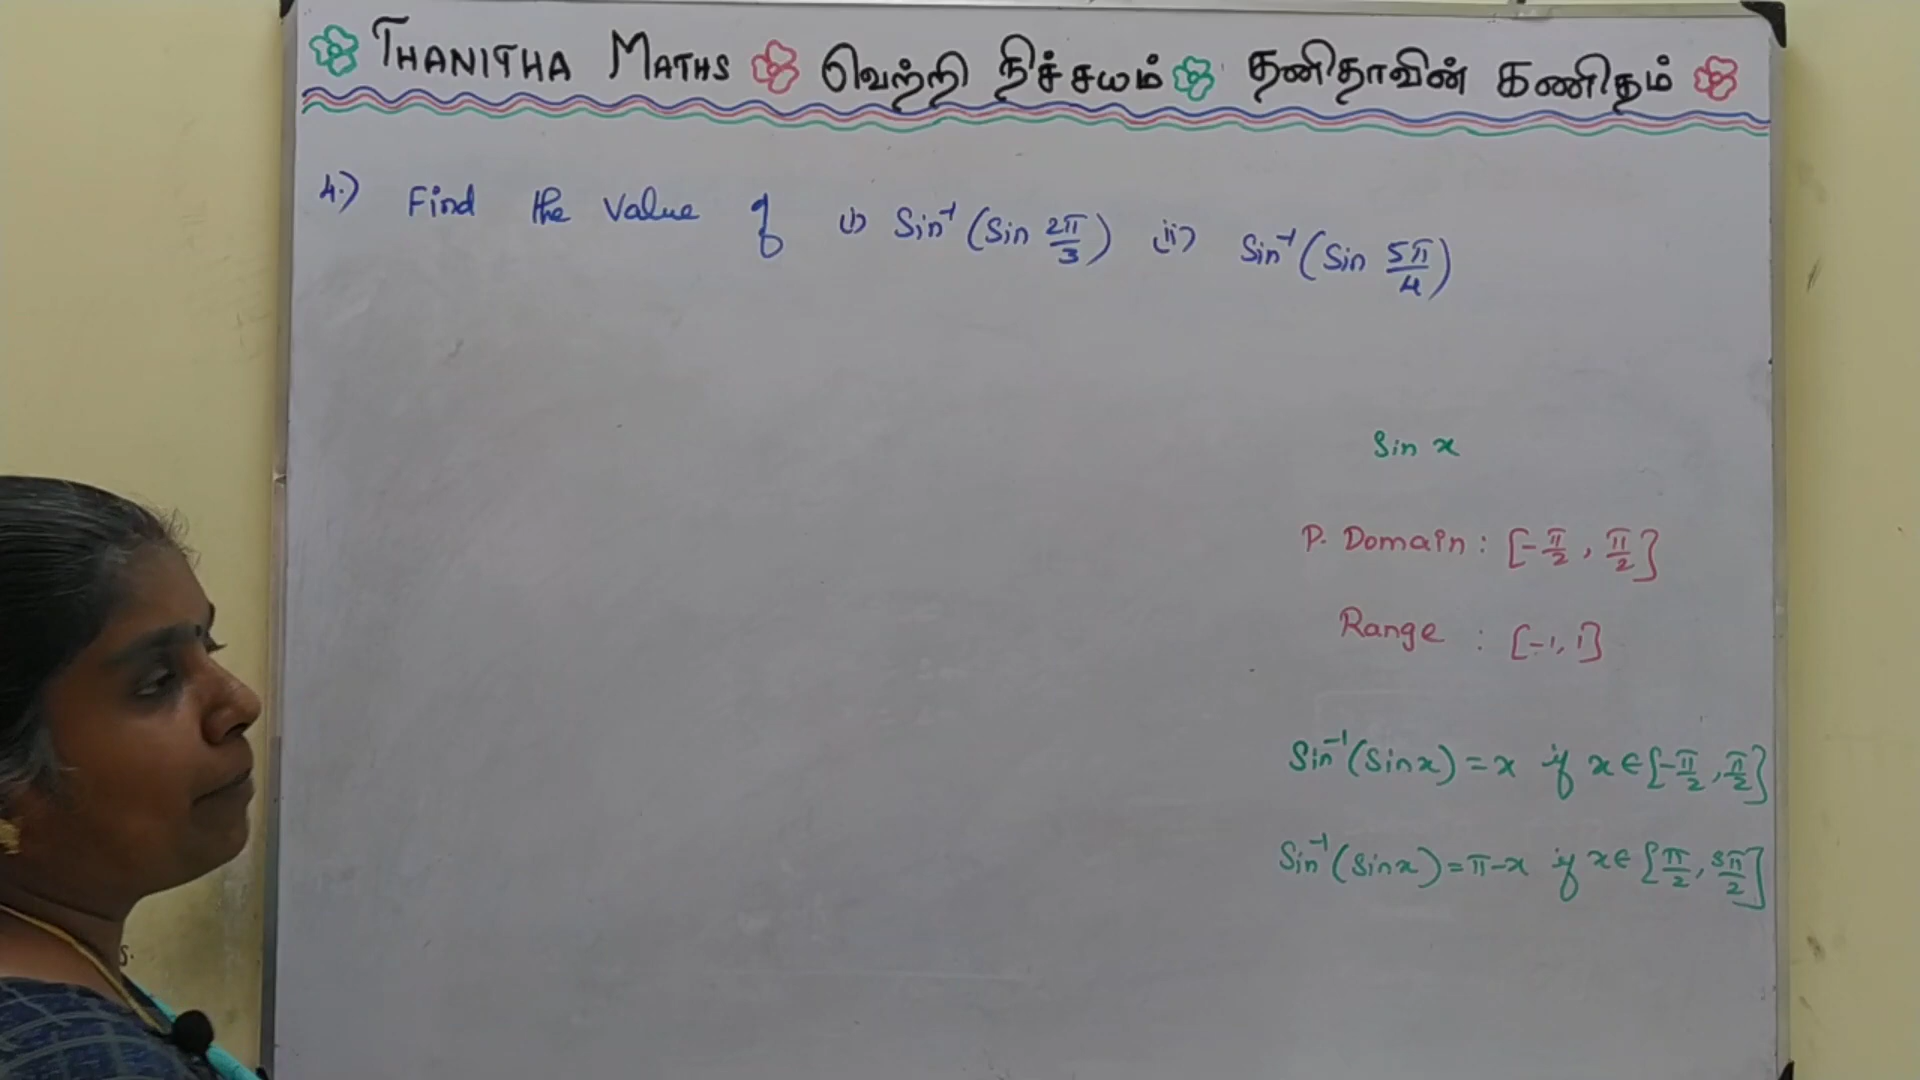 THANITHA MATHS வெற்றி நிச்சயம் தனிதாவின் கணிதம்
4.) Find the Value of (i) Sin⁻¹(Sin 2π/3) (ii) Sin⁻¹(Sin 5π/4)
Sin x
P. Domain : [-π/2, π/2]
Range : [-1, 1]
Sin⁻¹(Sin x) = x if x ∈ [-π/2, π/2]
Sin⁻¹(Sin x) = π-x if x ∈ [π/2, 3π/2]